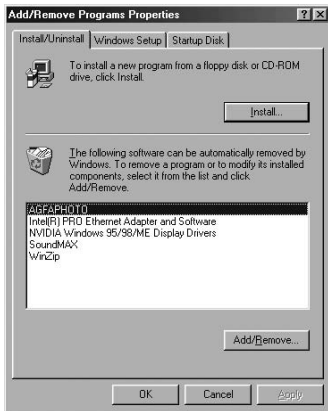 Add/Remove Programs Properties
Install/Uninstall Windows Setup Startup Disk
To install a new program from a floppy disk or CD-ROM
drive, click Install.
Install...
The following software can be automatically removed by
Windows. To remove a program or to modify its installed
components, select it from the list and click
Add/Remove.
AGFAPHOTO
Intel(R) PRO Ethernet Adapter and Software
NVIDIA Windows 95/98/ME Display Drivers
SoundMAX
WinZip
Add/Remove...
OK Cancel Apply